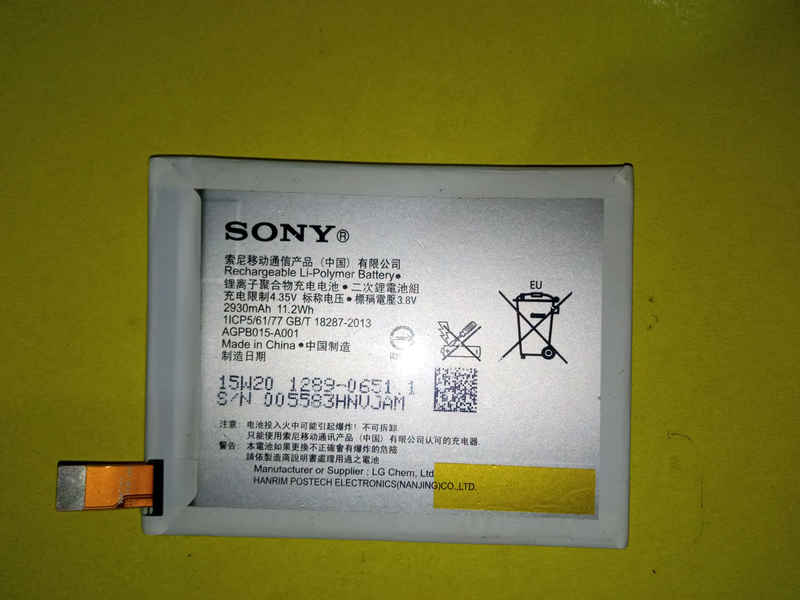 SONY®
索尼移动通信产品（中国）有限公司
Rechargeable Li-Polymer Battery●
锂离子聚合物充电电池●二次鋰電池組
充电限制4.35V 标称电压●標稱電壓3.8V
2930mAh 11.2Wh
1ICP5/61/77 GB/T 18287-2013
AGPB015-A001
Made in China●中国制造
制造日期
EU
15W20 1289-0651 1
S/N 005583HNVJAM
注意: 电池投入火中可能引起爆炸! 不可拆卸.
只能使用索尼移动通讯产品（中国）有限公司认可的充电器.
警告: 本電池如果更換不正確會有爆炸的危險
請依製造商說明書處理用過之電池
Manufacturer or Supplier : LG Chem, Ltd
HANRIM POSTECH ELECTRONICS(NANJING)CO.,LTD.